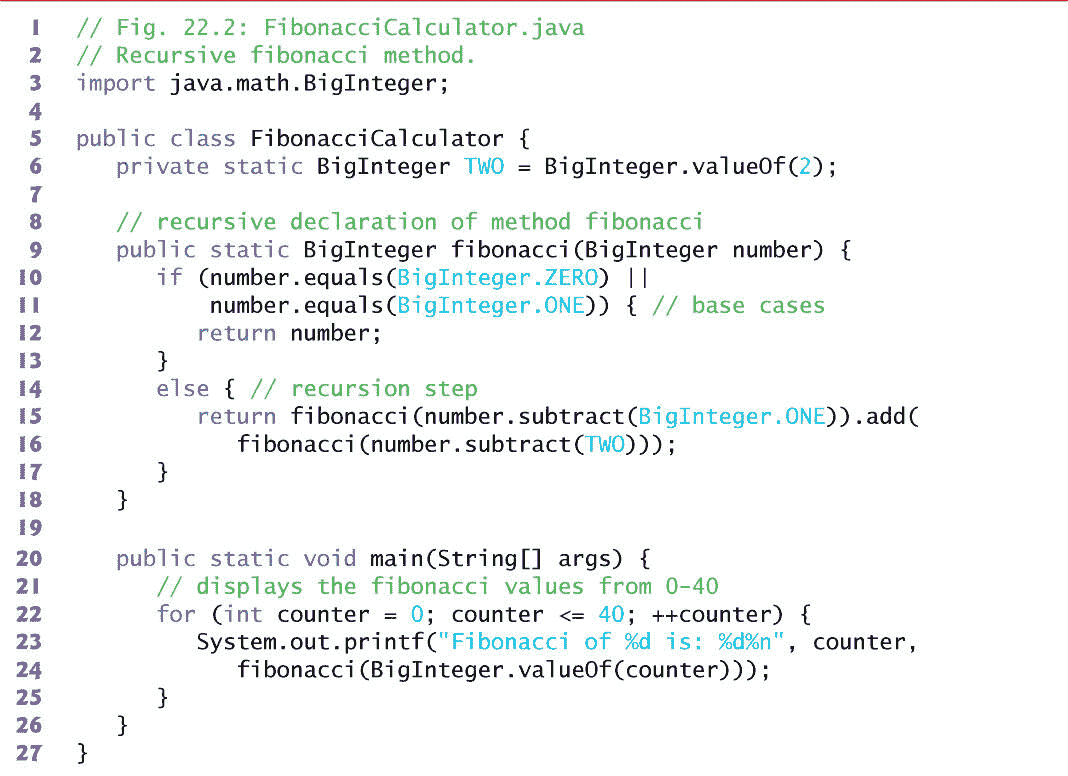 1 // Fig. 22.2: FibonacciCalculator.java
2 // Recursive fibonacci method.
3 import java.math.BigInteger;
4
5 public class FibonacciCalculator {
6    private static BigInteger TWO = BigInteger.valueOf(2);
7
8    // recursive declaration of method fibonacci
9    public static BigInteger fibonacci(BigInteger number) {
10       if (number.equals(BigInteger.ZERO) ||
11           number.equals(BigInteger.ONE)) { // base cases
12          return number;
13       }
14       else { // recursion step
15          return fibonacci(number.subtract(BigInteger.ONE)).add(
16             fibonacci(number.subtract(TWO)));
17       }
18    }
19
20    public static void main(String[] args) {
21       // displays the fibonacci values from 0-40
22       for (int counter = 0; counter <= 40; ++counter) {
23          System.out.printf("Fibonacci of %d is: %d%n", counter,
24             fibonacci(BigInteger.valueOf(counter)));
25       }
26    }
27 }